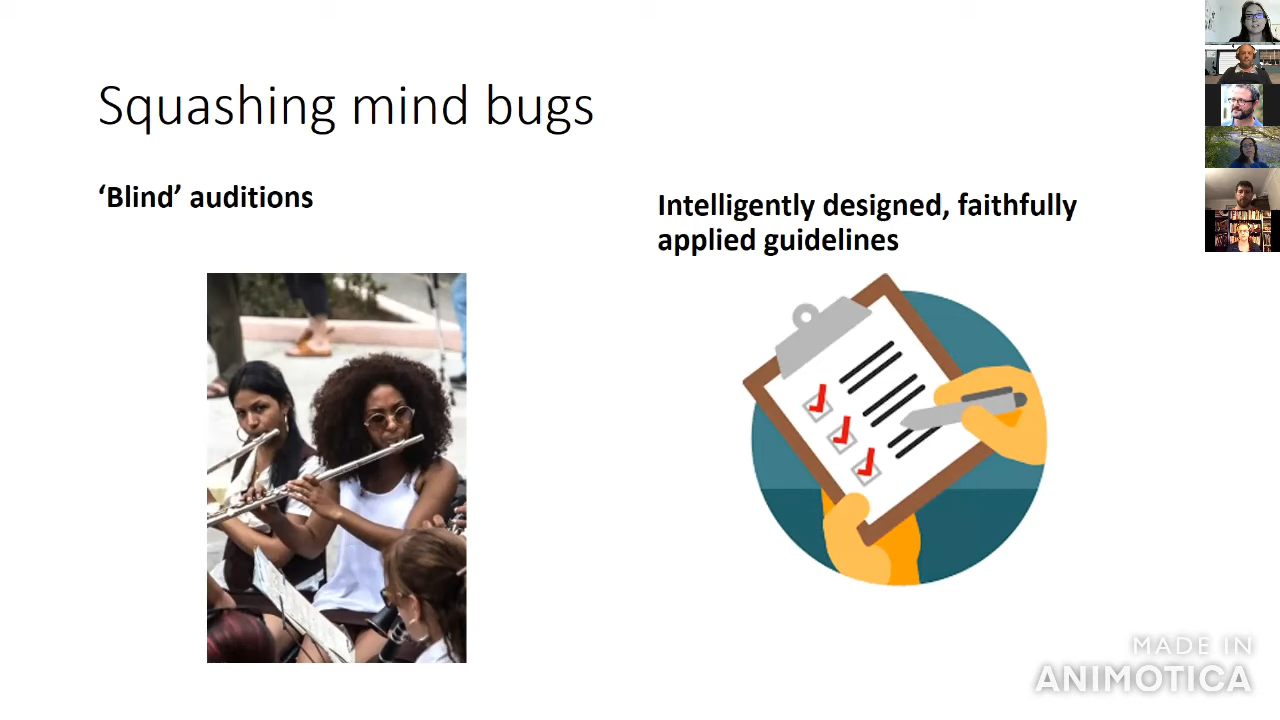 Squashing mind bugs
‘Blind’ auditions
Intelligently designed, faithfully
applied guidelines
MADE IN
ANIMOTICA